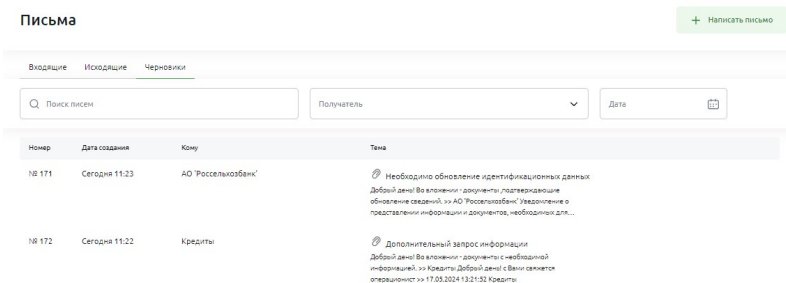 Письма
+ Написать письмо
Входящие Исходящие Черновики
Поиск писем Получатель Дата
Номер Дата создания Кому Тема
№ 171 Сегодня 11:23 АО 'Россельхозбанк' Необходимо обновление идентификационных данных
Добрый день! Во вложении - документы ,подтверждающие
обновление сведений. >> АО 'Россельхозбанк' Уведомление о
представлении информации и документов, необходимых для...
№ 172 Сегодня 11:22 Кредиты Дополнительный запрос информации
Добрый день! Во вложении - документы с необходимой
информацией. >> Кредиты Добрый день! с Вами свяжется
операционист >> 17.05.2024 13:21:52 Кредиты